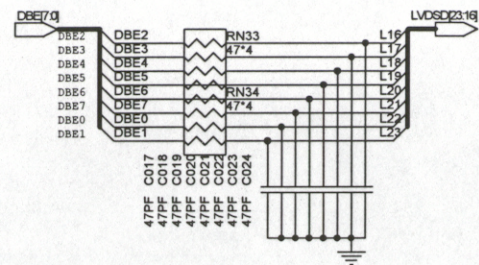 DBE[7:0] LVDSD[23:16]
DBE2 DBE2 RN33 L16
DBE3 DBE3 47*4 L17
DBE4 DBE4 L18
DBE5 DBE5 L19
DBE6 DBE6 RN34 L20
DBE7 DBE7 47*4 L21
DBE0 DBE0 L22
DBE1 DBE1 L23
47PF C017
47PF C018
47PF C019
47PF C020
47PF C021
47PF C022
47PF C023
47PF C024